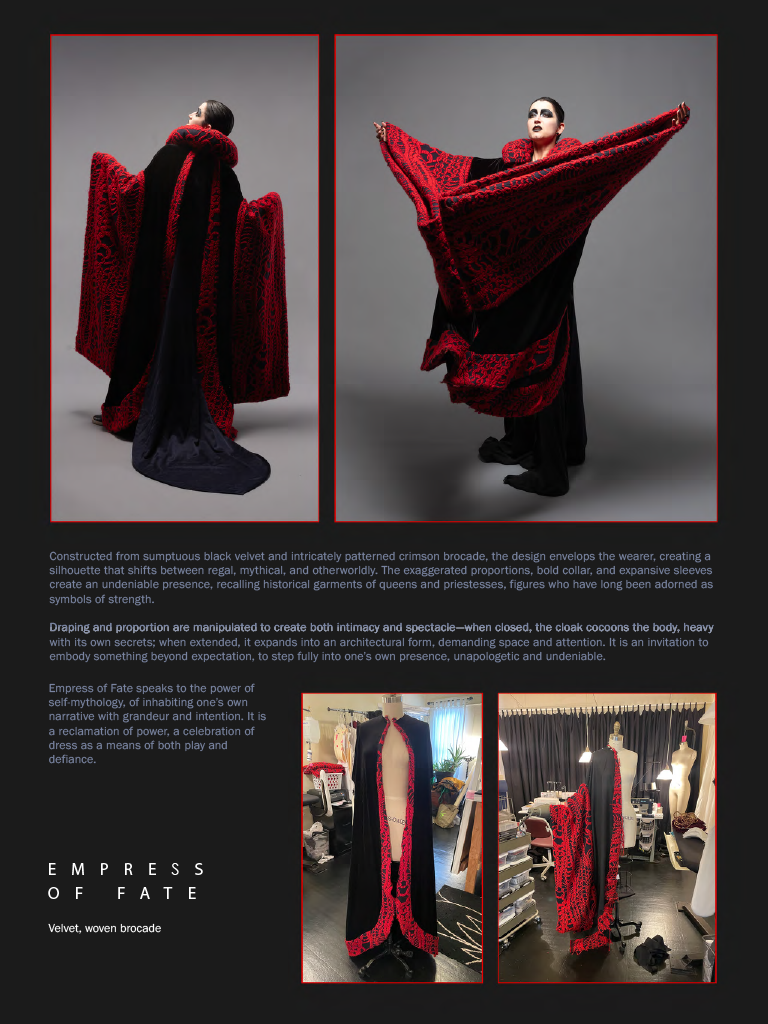 Constructed from sumptuous black velvet and intricately patterned crimson brocade, the design envelops the wearer, creating a
silhouette that shifts between regal, mythical, and otherworldly. The exaggerated proportions, bold collar, and expansive sleeves
create an undeniable presence, recalling historical garments of queens and priestesses, figures who have long been adorned as
symbols of strength.
Draping and proportion are manipulated to create both intimacy and spectacle—when closed, the cloak cocoons the body, heavy
with its own secrets; when extended, it expands into an architectural form, demanding space and attention. It is an invitation to
embody something beyond expectation, to step fully into one's own presence, unapologetic and undeniable.
Empress of Fate speaks to the power of
self-mythology, of inhabiting one's own
narrative with grandeur and intention. It is
a reclamation of power, a celebration of
dress as a means of both play and
defiance.
EMPRESS
OF FATE
Velvet, woven brocade